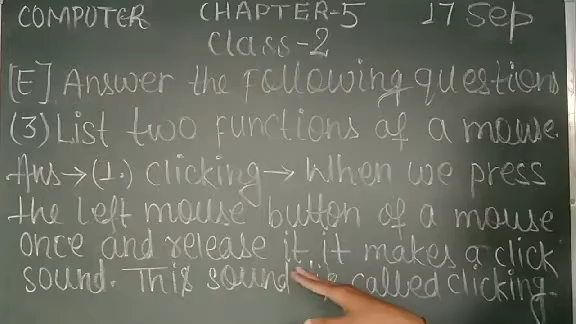 COMPUTER CHAPTER-5 17 Sep
Class-2
[E] Answer the following questions
(3) List two functions of a mouse.
Ans→(1.) clicking→ When we press
the left mouse button of a mouse
once and release it, it makes a click
sound. This sound is called clicking.